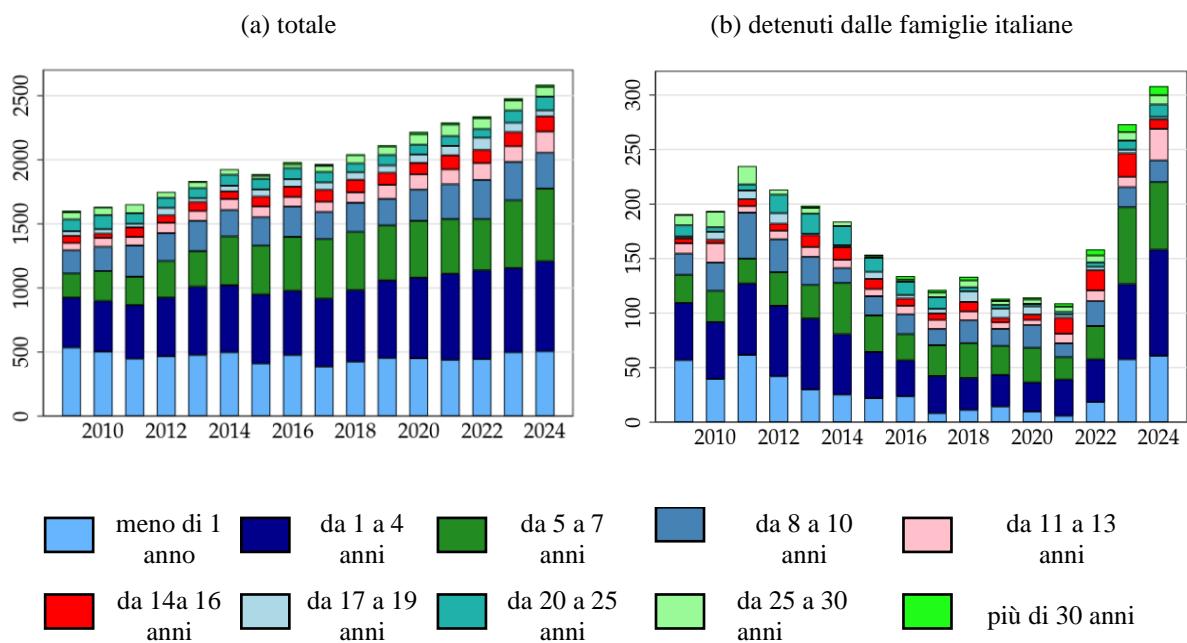 (a) totale
(b) detenuti dalle famiglie italiane
0
500
1000
1500
2000
2500
2010 2012 2014 2016 2018 2020 2022 2024
0
50
100
150
200
250
300
2010 2012 2014 2016 2018 2020 2022 2024
meno di 1
anno
da 1 a 4
anni
da 5 a 7
anni
da 8 a 10
anni
da 11 a 13
anni
da 14a 16
anni
da 17 a 19
anni
da 20 a 25
anni
da 25 a 30
anni
più di 30 anni